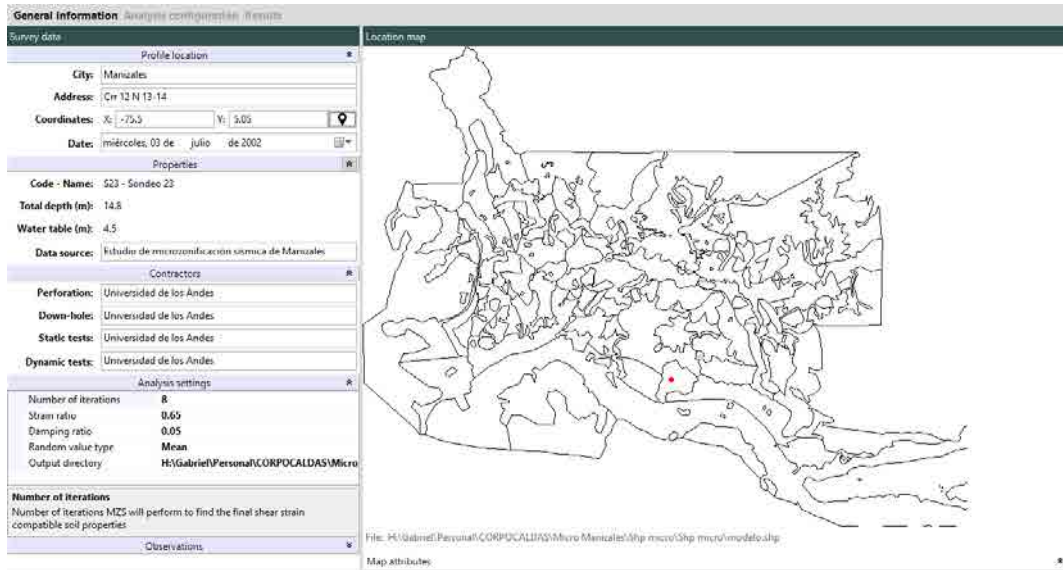 General Information Analysis configuration Results
Survey data
Profile location
City: Manizales
Address: Crr 12 N 13-14
Coordinates: X: -75.5 Y: 5.05
Date: miércoles, 03 de julio de 2002
Properties
Code - Name: S23 - Sondeo 23
Total depth (m): 14.8
Water table (m): 4.5
Data source: Estudio de microzonificación sísmica de Manizales
Contractors
Perforation: Universidad de los Andes
Down-hole: Universidad de los Andes
Static tests: Universidad de los Andes
Dynamic tests: Universidad de los Andes
Analysis settings
Number of iterations 8
Strain ratio 0.65
Damping ratio 0.05
Random value type Mean
Output directory H:\Gabriel\Personal\CORPOCALDAS\Micro
Number of iterations
Number of iterations MZS will perform to find the final shear strain
compatible soil properties
Observations
Location map
File: H:\Gabriel\Personal\CORPOCALDAS\Micro Manizales\Shp micro\Shp micro\modelo.shp
Map attributes